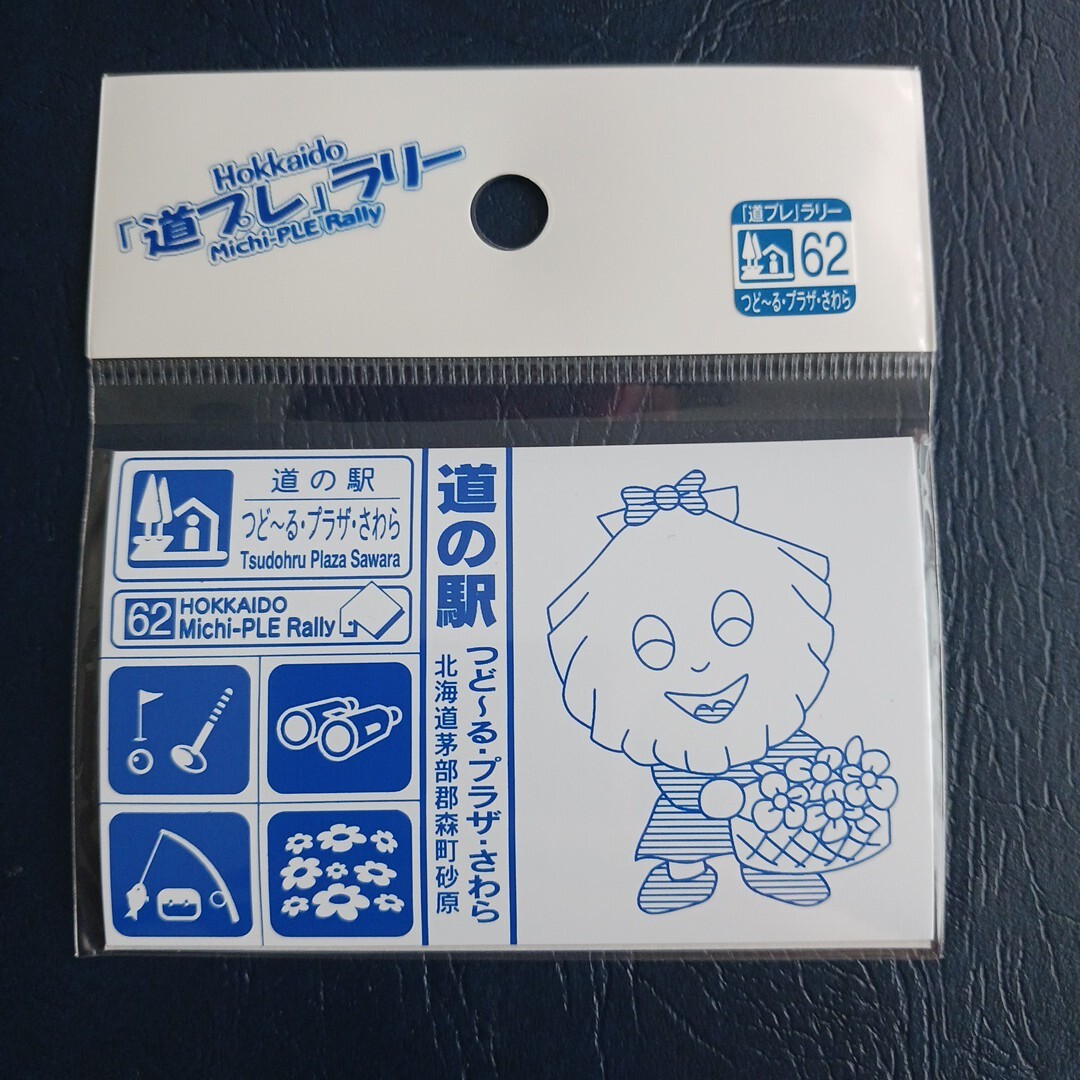 Hokkaido
「道プレ」ラリー
Michi-PLE Rally
「道プレ」ラリー
62
つど～る・プラザ・さわら
道の駅
つど～る・プラザ・さわら
Tsudohru Plaza Sawara
62
HOKKAIDO
Michi-PLE Rally
道の駅
つど～る・プラザ・さわら
北海道茅部郡森町砂原